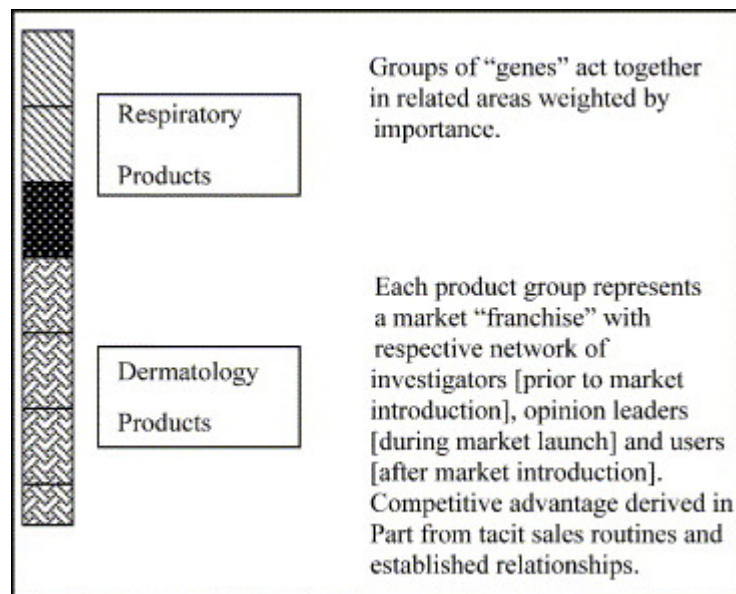 Respiratory
Products
Groups of “genes” act together
in related areas weighted by
importance.
Dermatology
Products
Each product group represents
a market “franchise” with
respective network of
investigators [prior to market
introduction], opinion leaders
[during market launch] and users
[after market introduction].
Competitive advantage derived in
Part from tacit sales routines and
established relationships.